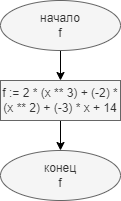 начало
f
f := 2 * (x ** 3) + (-2) *
(x ** 2) + (-3) * x + 14
конец
f